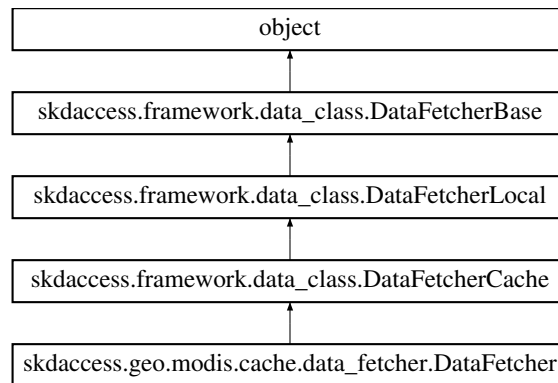 object
skdaccess.framework.data_class.DataFetcherBase
skdaccess.framework.data_class.DataFetcherLocal
skdaccess.framework.data_class.DataFetcherCache
skdaccess.geo.modis.cache.data_fetcher.DataFetcher